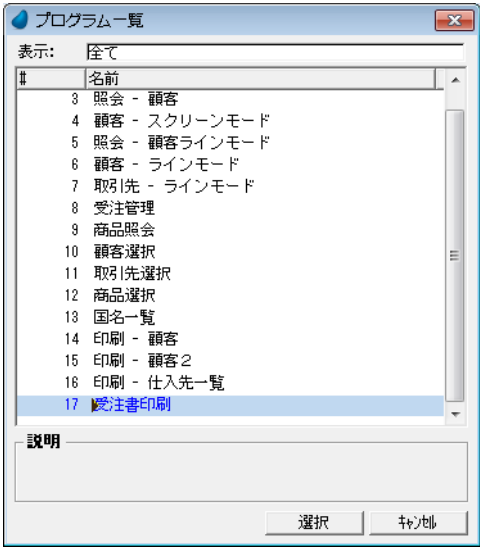 プログラム一覧
表示: 全て
# 名前
3 照会 - 顧客
4 顧客 - スクリーンモード
5 照会 - 顧客ラインモード
6 顧客 - ラインモード
7 取引先 - ラインモード
8 受注管理
9 商品照会
10 顧客選択
11 取引先選択
12 商品選択
13 国名一覧
14 印刷 - 顧客
15 印刷 - 顧客２
16 印刷 - 仕入先一覧
17 受注書印刷
説明
選択 ｷｬﾝｾﾙ